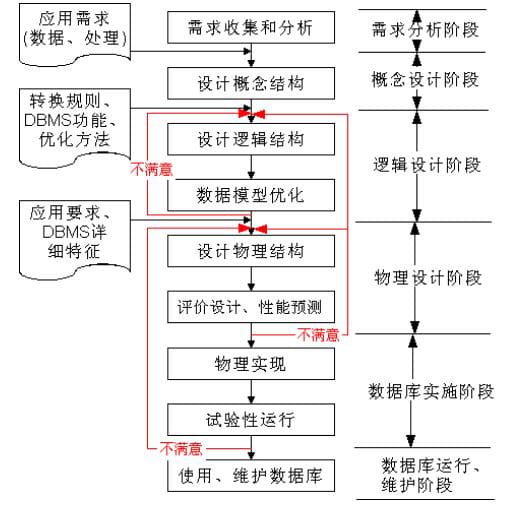 应用需求
(数据、处理)
需求收集和分析
需求分析阶段
设计概念结构
概念设计阶段
转换规则、
DBMS功能、
优化方法
设计逻辑结构
逻辑设计阶段
不满意
数据模型优化
应用要求、
DBMS详
细特征
设计物理结构
物理设计阶段
评价设计、性能预测
不满意
物理实现
数据库实施阶段
试验性运行
不满意
使用、维护数据库
数据库运行、
维护阶段